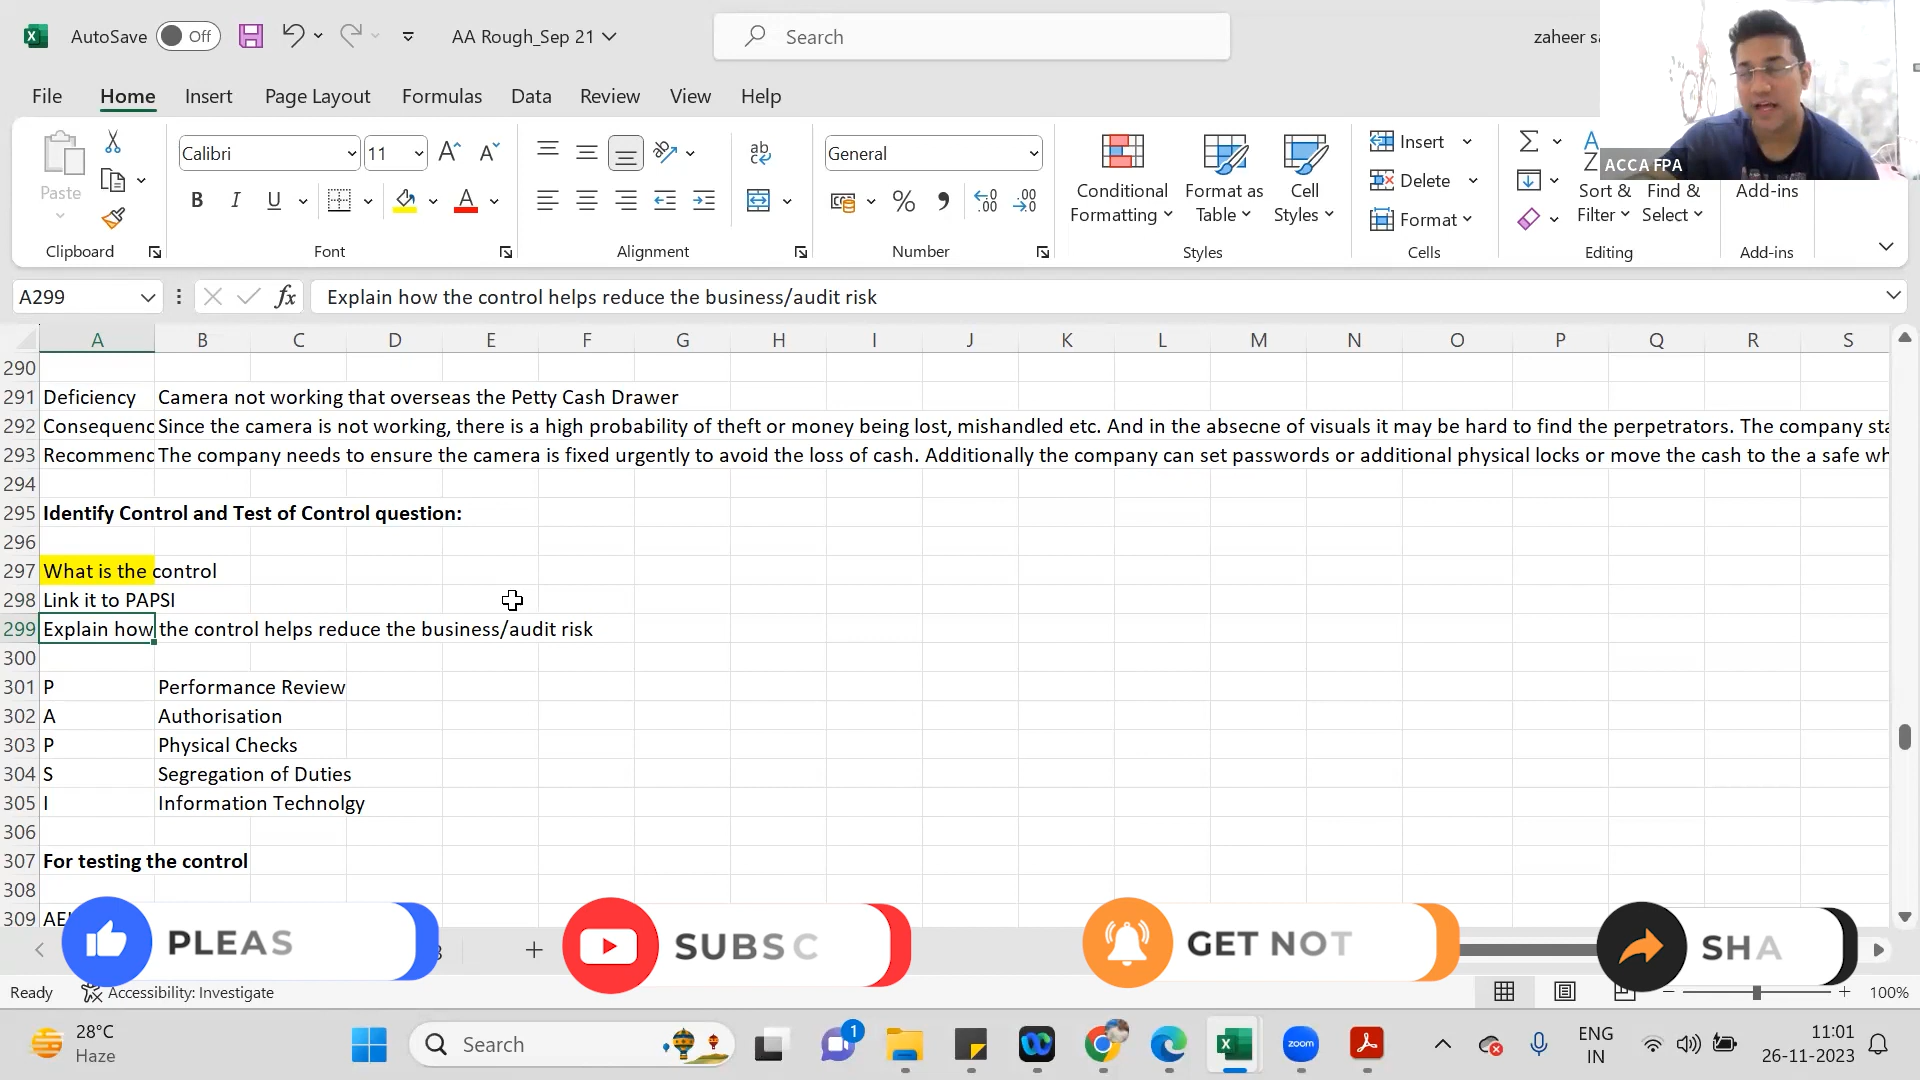 AutoSave Off AA Rough_Sep 21 Search zaheer sa
File Home Insert Page Layout Formulas Data Review View Help
Paste Calibri 11 General
Conditional Formatting Format as Table Cell Styles Insert Delete Format Sort & Filter Find & Select Add-ins
ACCA FPA
Clipboard Font Alignment Number Styles Cells Editing Add-ins
A299 fx Explain how the control helps reduce the business/audit risk
A B C D E F G H I J K L M N O P Q R S
290
291 Deficiency Camera not working that overseas the Petty Cash Drawer
292 Consequenc Since the camera is not working, there is a high probability of theft or money being lost, mishandled etc. And in the absecne of visuals it may be hard to find the perpetrators. The company sta
293 Recommenc The company needs to ensure the camera is fixed urgently to avoid the loss of cash. Additionally the company can set passwords or additional physical locks or move the cash to the a safe wh
294
295 Identify Control and Test of Control question:
296
297 What is the control
298 Link it to PAPSI
299 Explain how the control helps reduce the business/audit risk
300
301 P Performance Review
302 A Authorisation
303 P Physical Checks
304 S Segregation of Duties
305 I Information Technolgy
306
307 For testing the control
308
309
PLEAS SUBSC GET NOT SHA
Ready Accessibility: Investigate 100%
28°C
Haze
Search 1 zoom
ENG
IN
11:01
26-11-2023